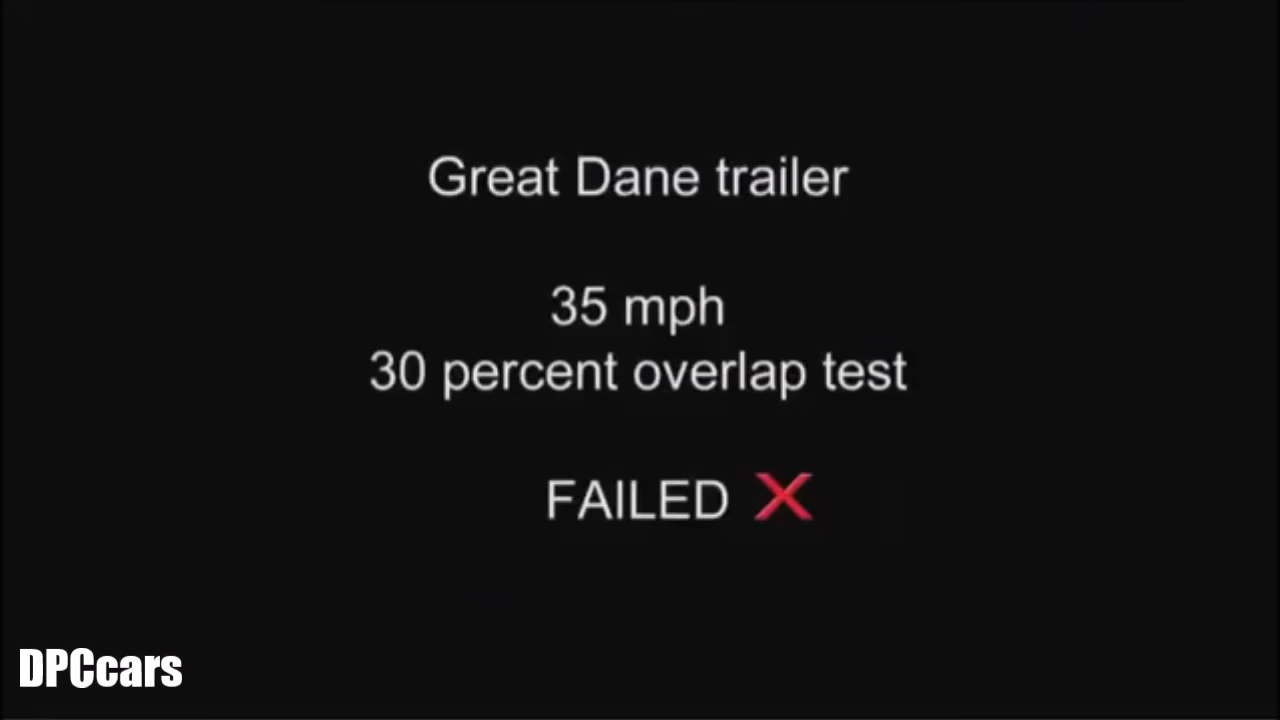 Great Dane trailer
35 mph
30 percent overlap test
FAILED ❌
DPCcars